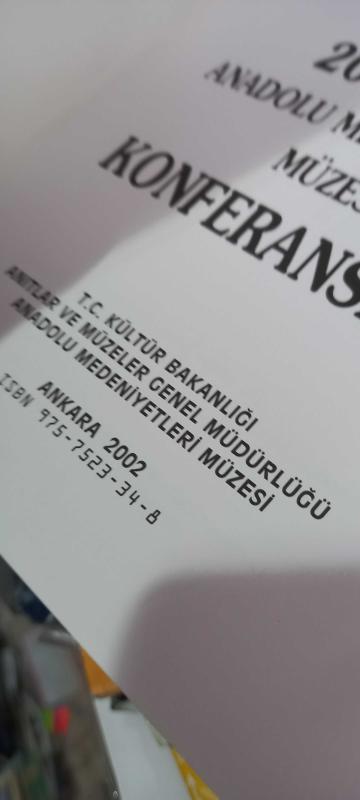 ANADOLU
KONFERANS
T.C. KÜLTÜR BAKANLIĞI
ANITLAR VE MÜZELER GENEL MÜDÜRLÜĞÜ
ANADOLU MEDENİYETLERİ MÜZESİ
ANKARA 2002
ISBN 975-7523-34-8